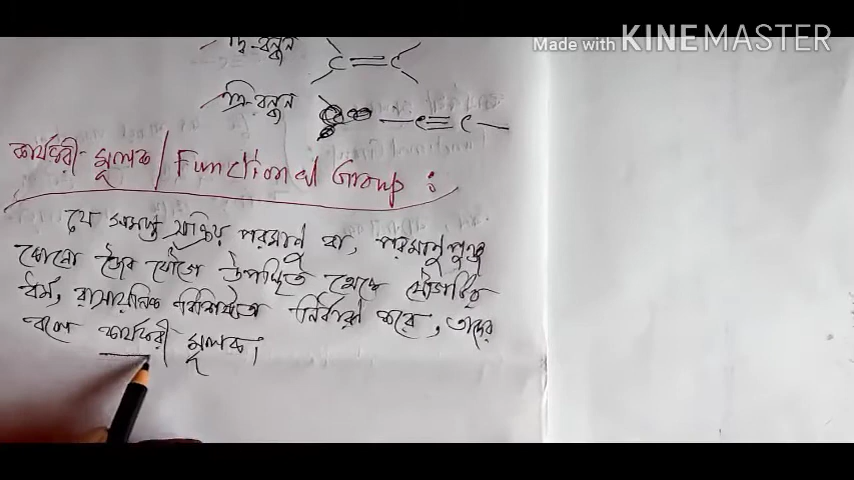 Made with KINEMASTER
দ্বি-বন্ধন C=C
ত্রি-বন্ধন —C≡C—
কার্যকরী মূলক / Functional Group :
যে সমস্ত সক্রিয় পরমাণু বা, পরমাণুপুঞ্জ
কোনো জৈব যৌগে উপস্থিত থেকে যৌগটির
ধর্ম, রাসায়নিক বিশিষ্টতা নির্ধারণ করে, তাদের
বলে কার্যকরী মূলক।